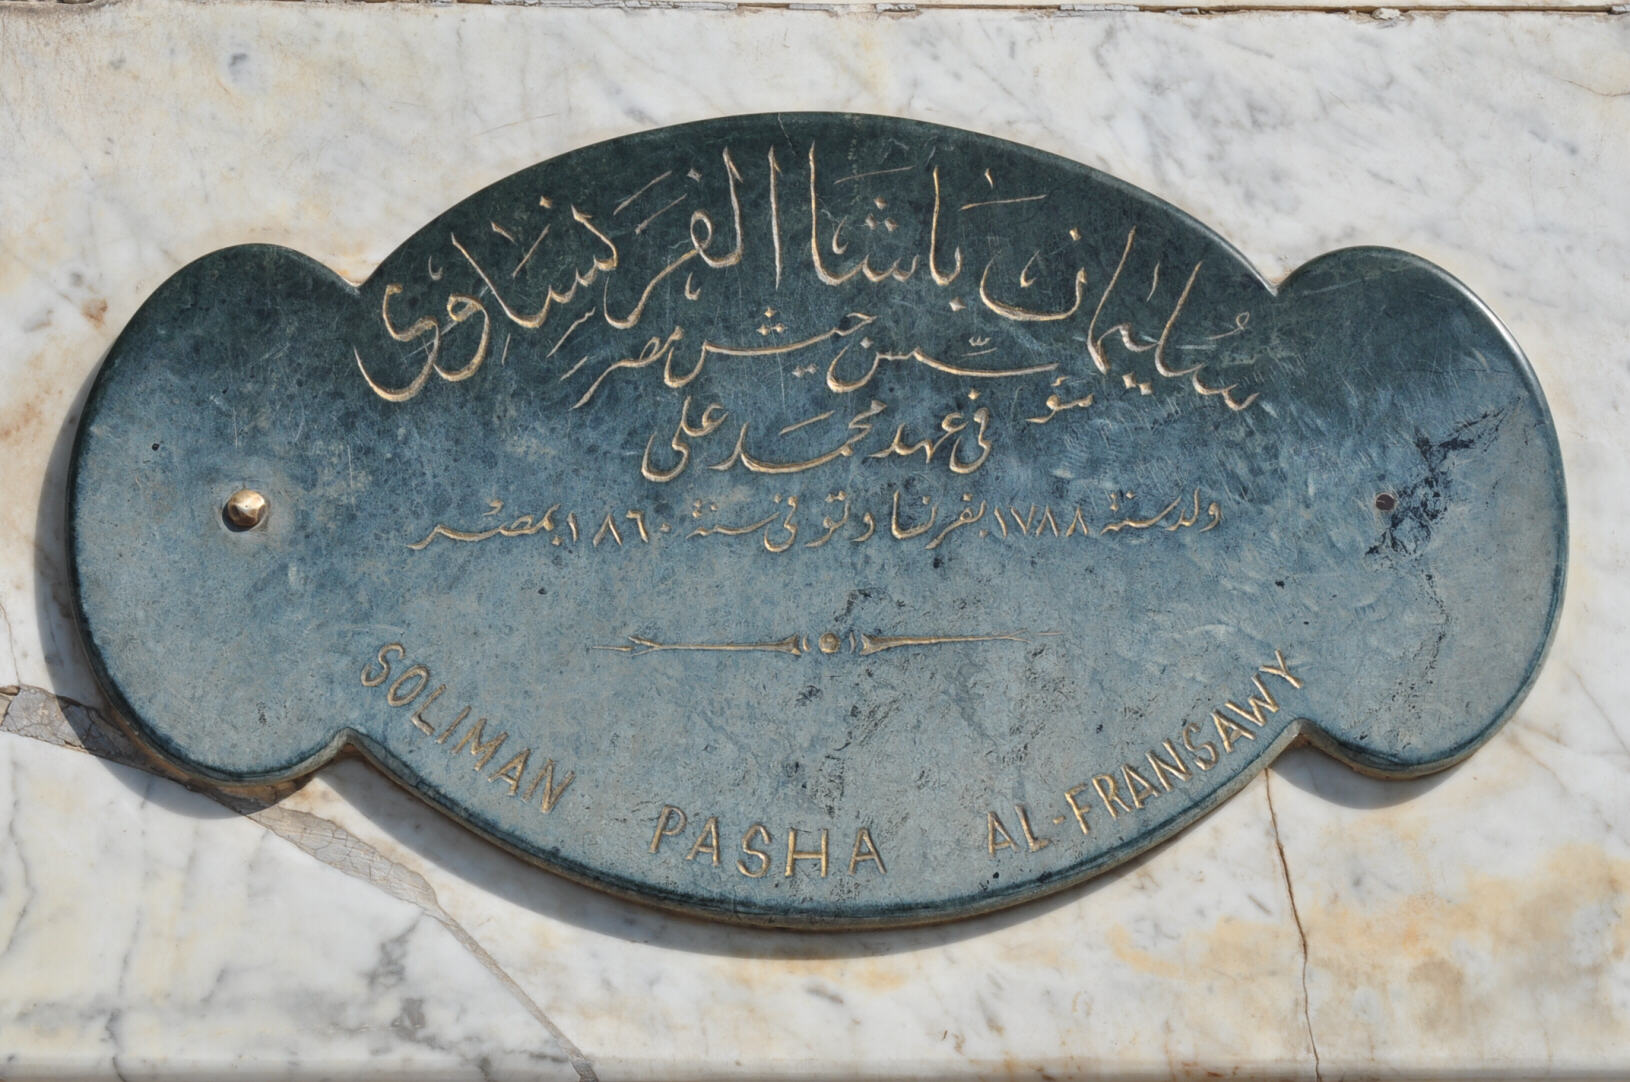 سليمان باشا الفرنساوى
مؤسّس جيش مصر
فى عهد محمد على
ولد سنة ١٧٨٨ بفرنسا وتوفى سنة ١٨٦٠ بمصر
SOLIMAN PASHA AL-FRANSAWY